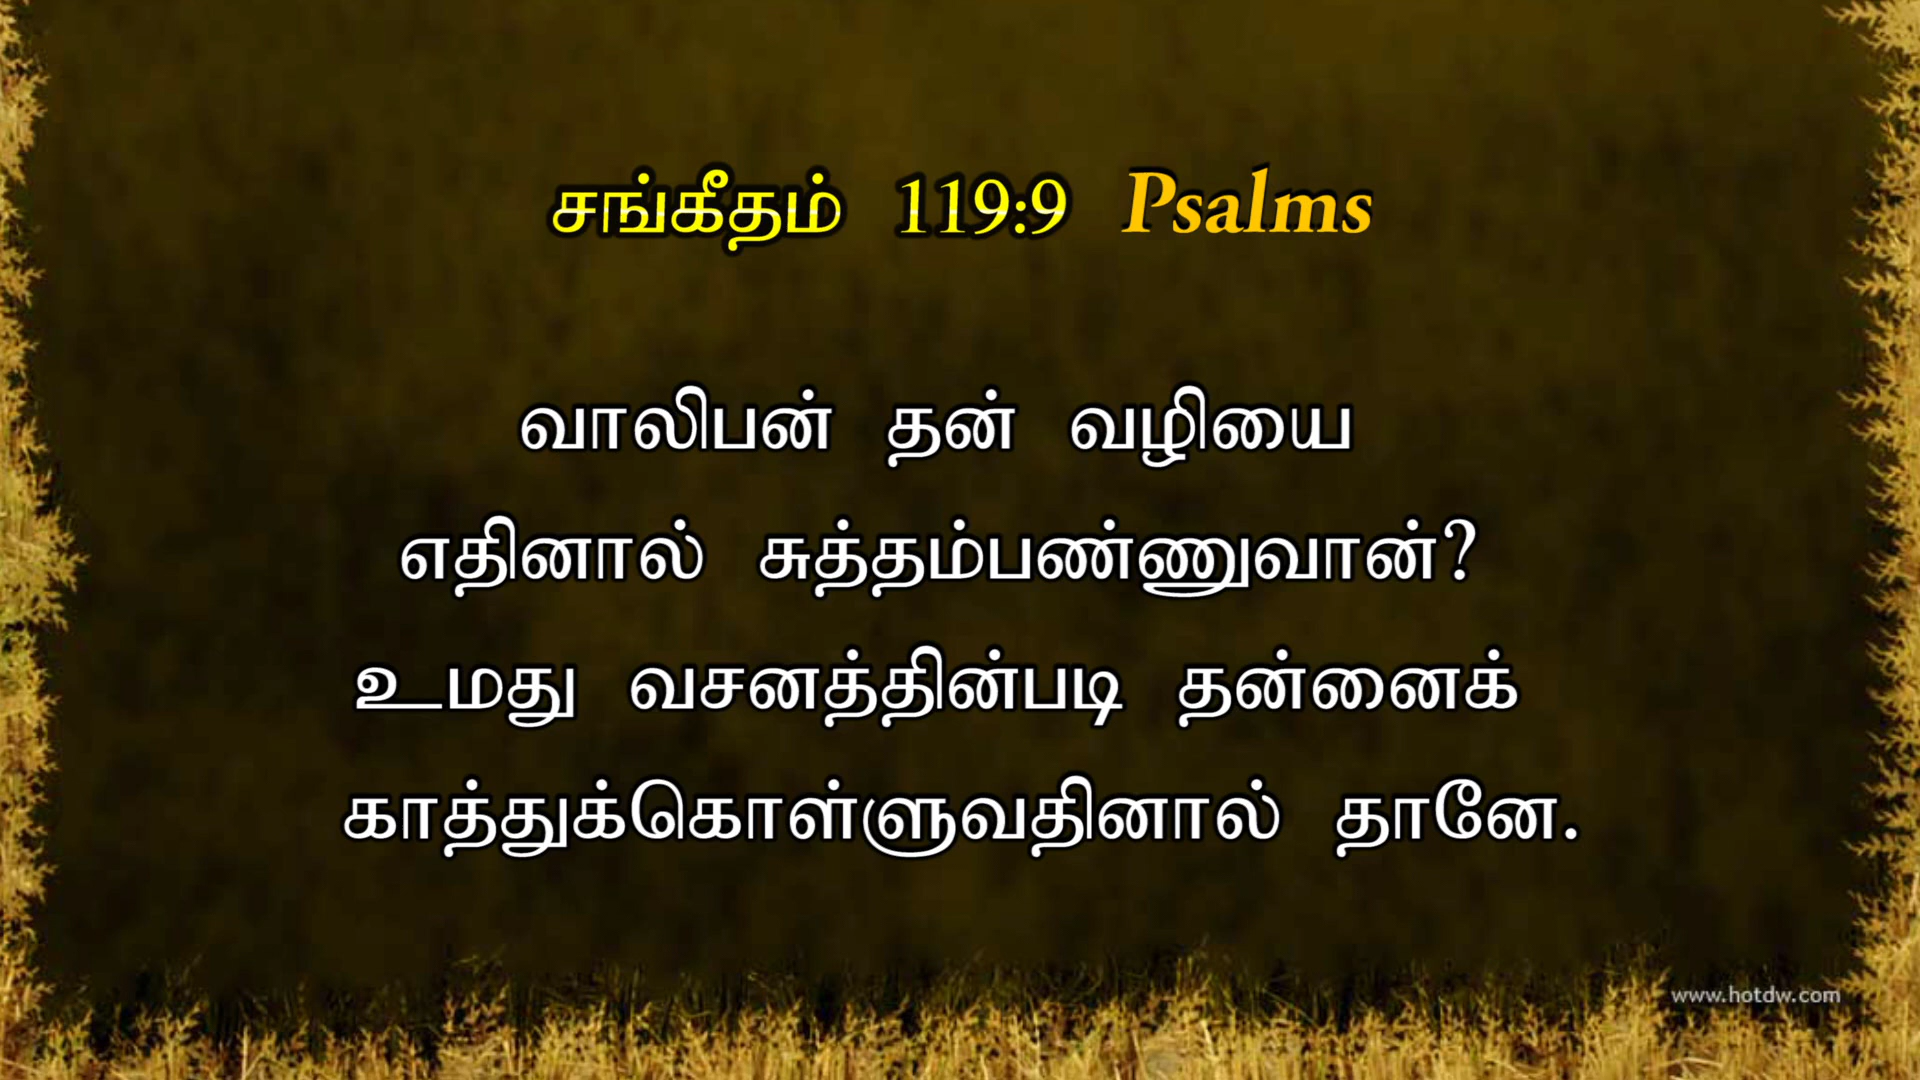 சங்கீதம் 119:9 Psalms
வாலிபன் தன் வழியை
எதினால் சுத்தம்பண்ணுவான்?
உமது வசனத்தின்படி தன்னைக்
காத்துக்கொள்ளுவதினால் தானே.
www.hotdw.com